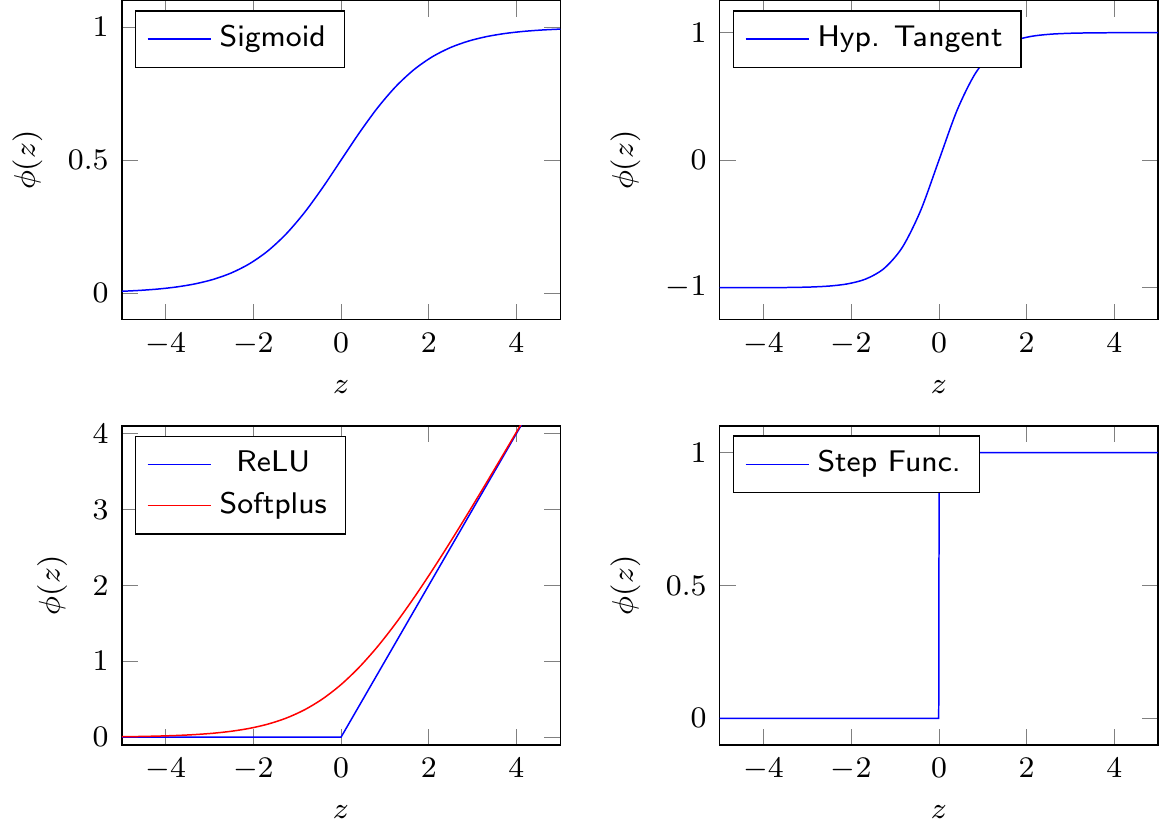 Sigmoid
1
0.5
0
ϕ(z)
−4 −2 0 2 4
z
Hyp. Tangent
1
0
−1
ϕ(z)
−4 −2 0 2 4
z
ReLU
Softplus
4
3
2
1
0
ϕ(z)
−4 −2 0 2 4
z
Step Func.
1
0.5
0
ϕ(z)
−4 −2 0 2 4
z